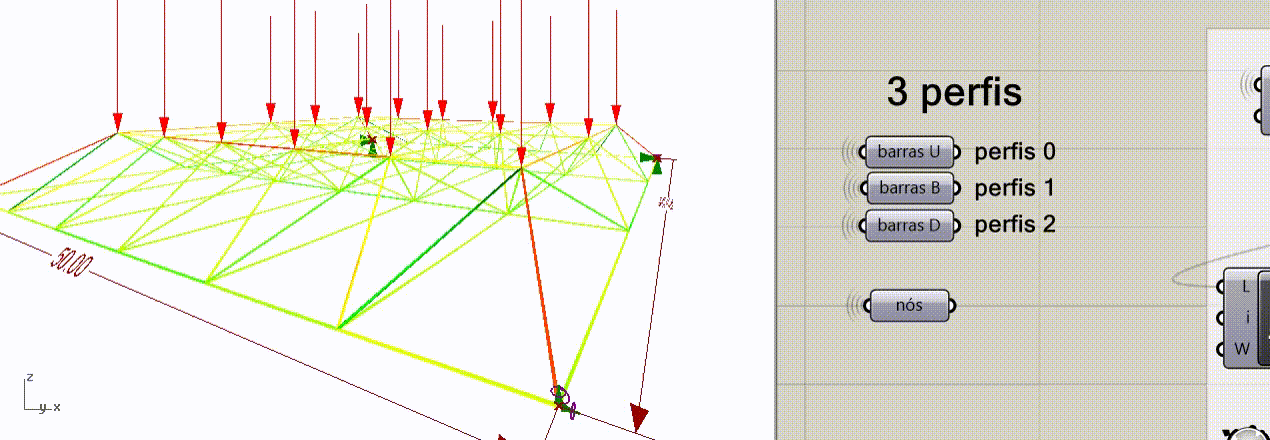 3 perfis
barras U perfis 0
barras B perfis 1
barras D perfis 2
nós
L
i
W
50.00
z
y x